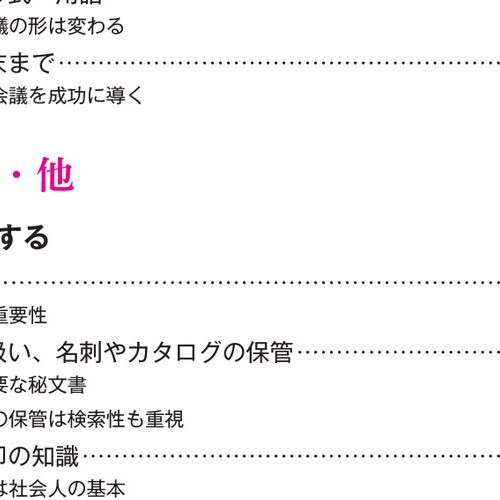 議の形は変わる
末まで……………………………………………
会議を成功に導く
・他
する
……………………………………………………
重要性
扱い、名刺やカタログの保管………………
要な秘文書
の保管は検索性も重視
印の知識…………………………………………
は社会人の基本